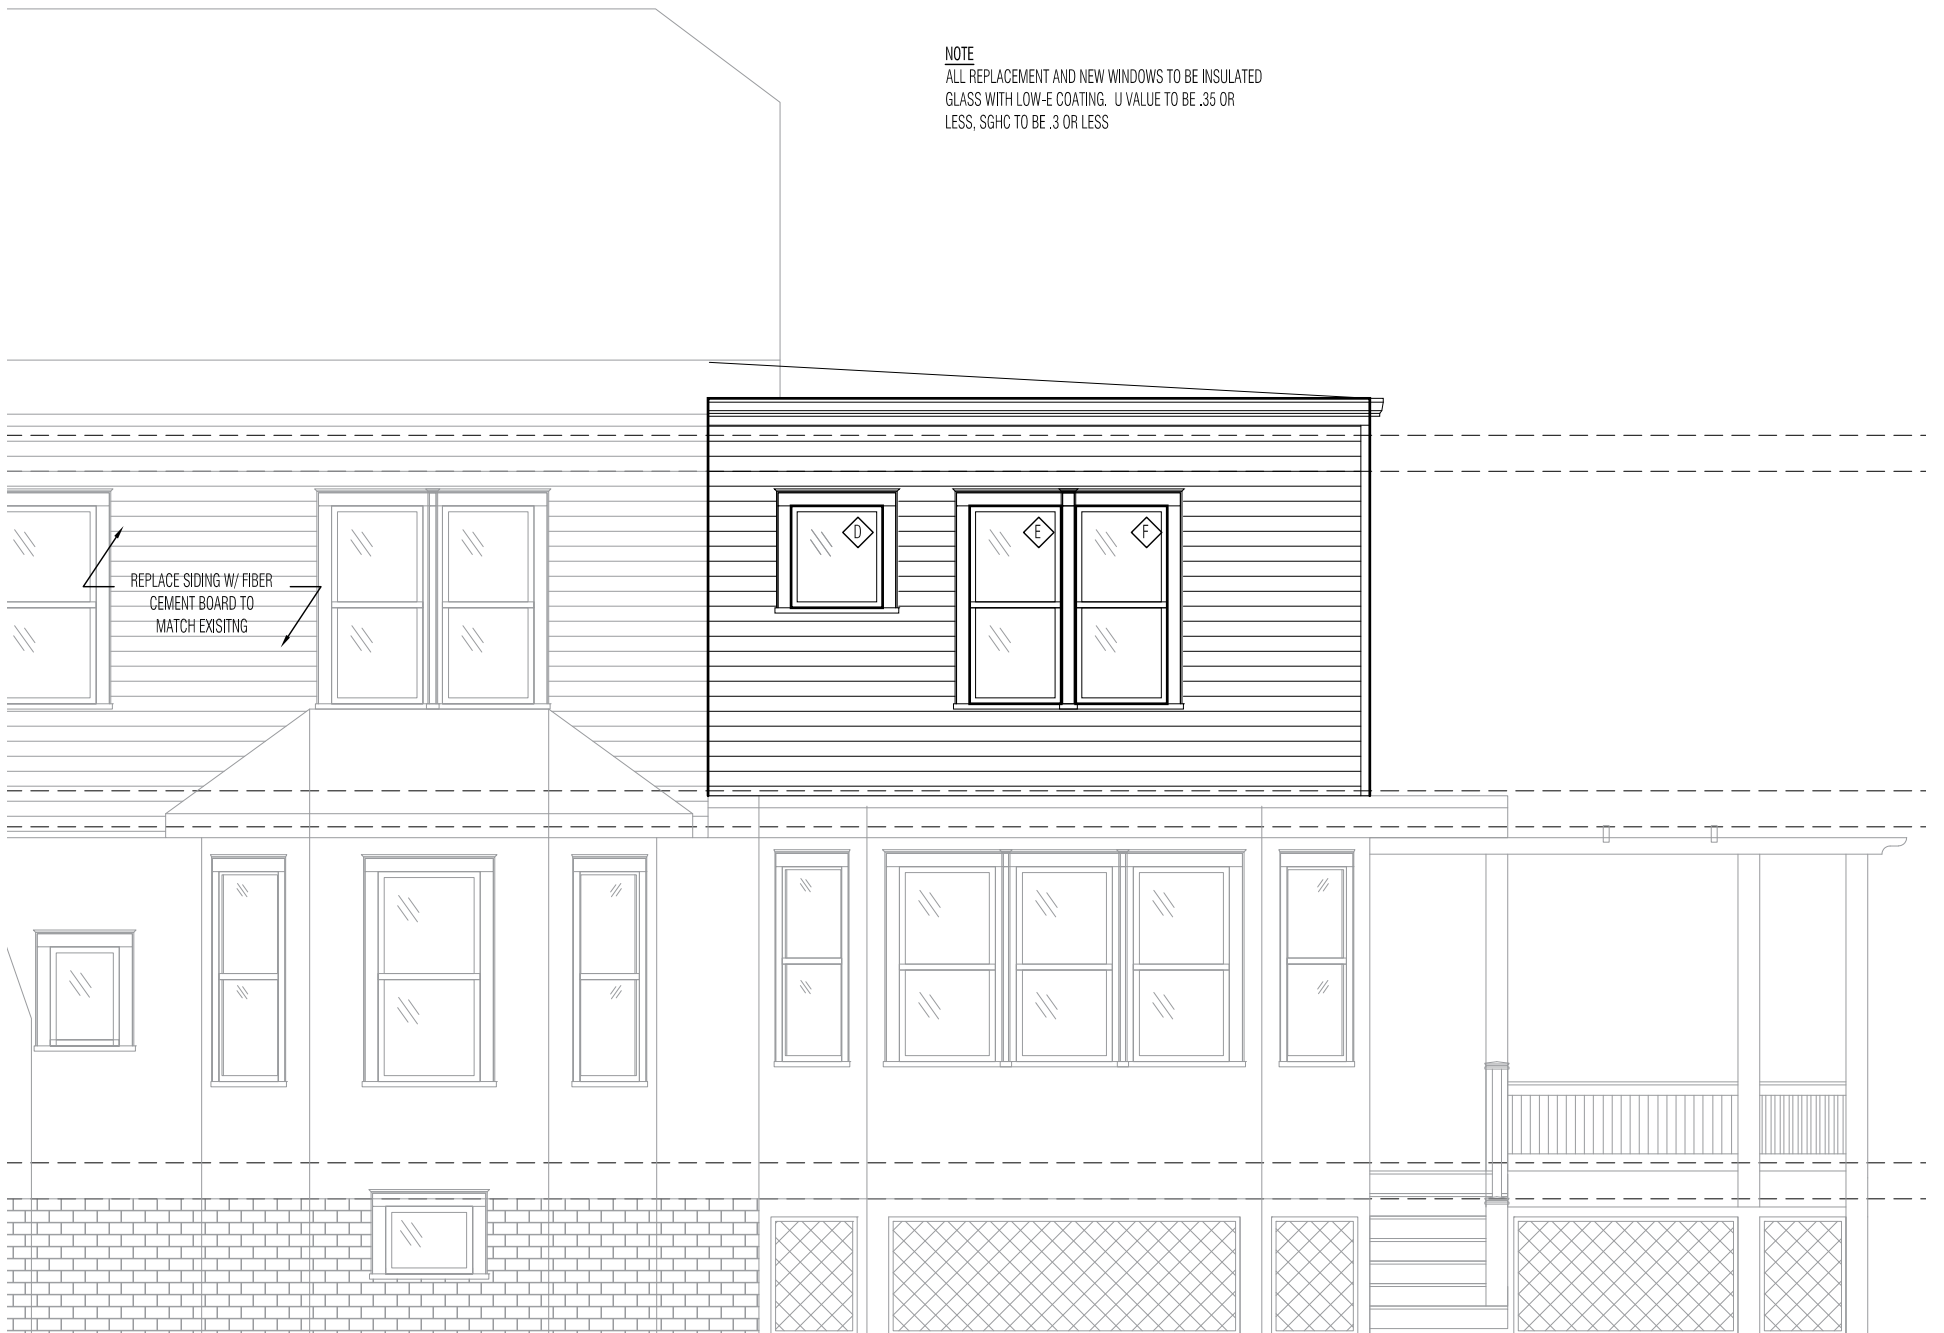 NOTE
ALL REPLACEMENT AND NEW WINDOWS TO BE INSULATED
GLASS WITH LOW-E COATING. U VALUE TO BE .35 OR
LESS, SGHC TO BE .3 OR LESS
D
E
F
REPLACE SIDING W/ FIBER
CEMENT BOARD TO
MATCH EXISITNG